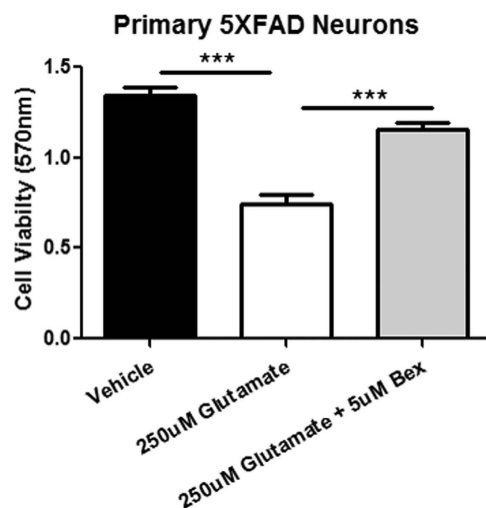 Primary 5XFAD Neurons
***
***
Cell Viabilty (570nm)
1.5
1.0
0.5
0.0
Vehicle
250uM Glutamate
250uM Glutamate + 5uM Bex